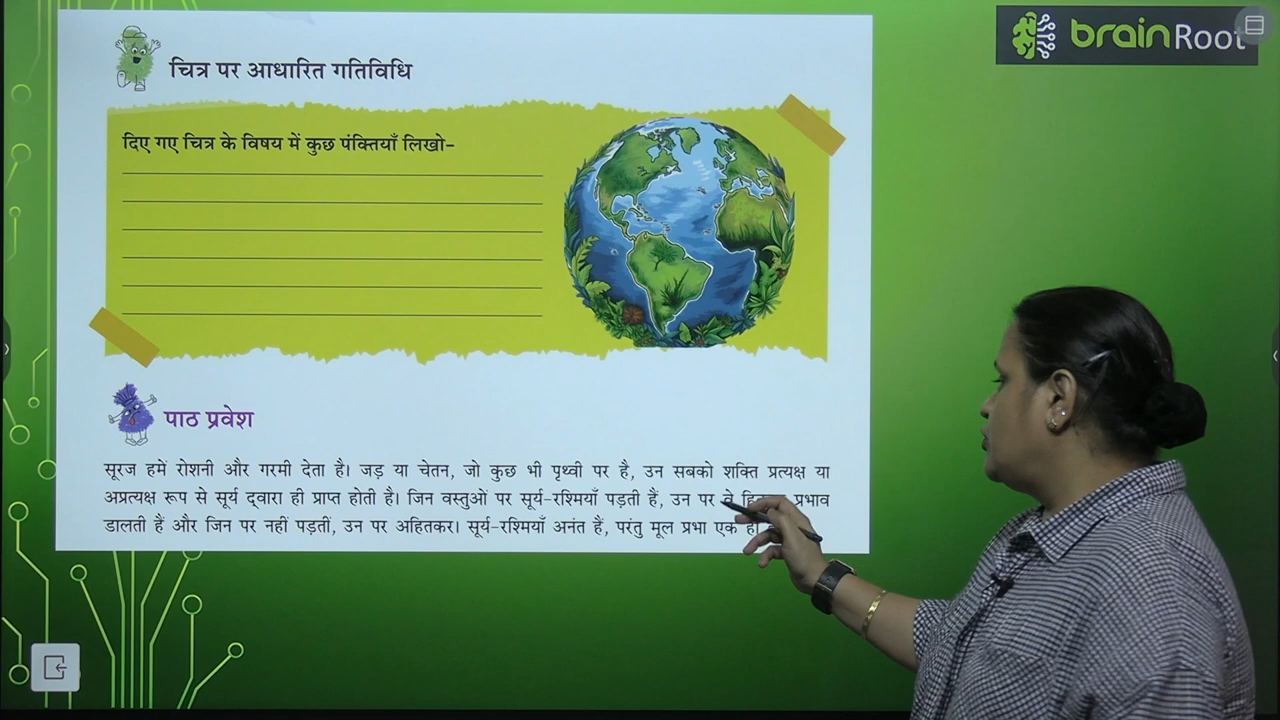 brainRoot
चित्र पर आधारित गतिविधि
दिए गए चित्र के विषय में कुछ पंक्तियाँ लिखो-
पाठ प्रवेश
सूरज हमें रोशनी और गरमी देता है। जड़ या चेतन, जो कुछ भी पृथ्वी पर है, उन सबको शक्ति प्रत्यक्ष या
अप्रत्यक्ष रूप से सूर्य द्वारा ही प्राप्त होती है। जिन वस्तुओं पर सूर्य-रश्मियाँ पड़ती हैं, उन पर वे प्रभाव
डालती हैं और जिन पर नहीं पड़तीं, उन पर अहितकर। सूर्य-रश्मियाँ अनंत हैं, परंतु मूल प्रभा एक ही